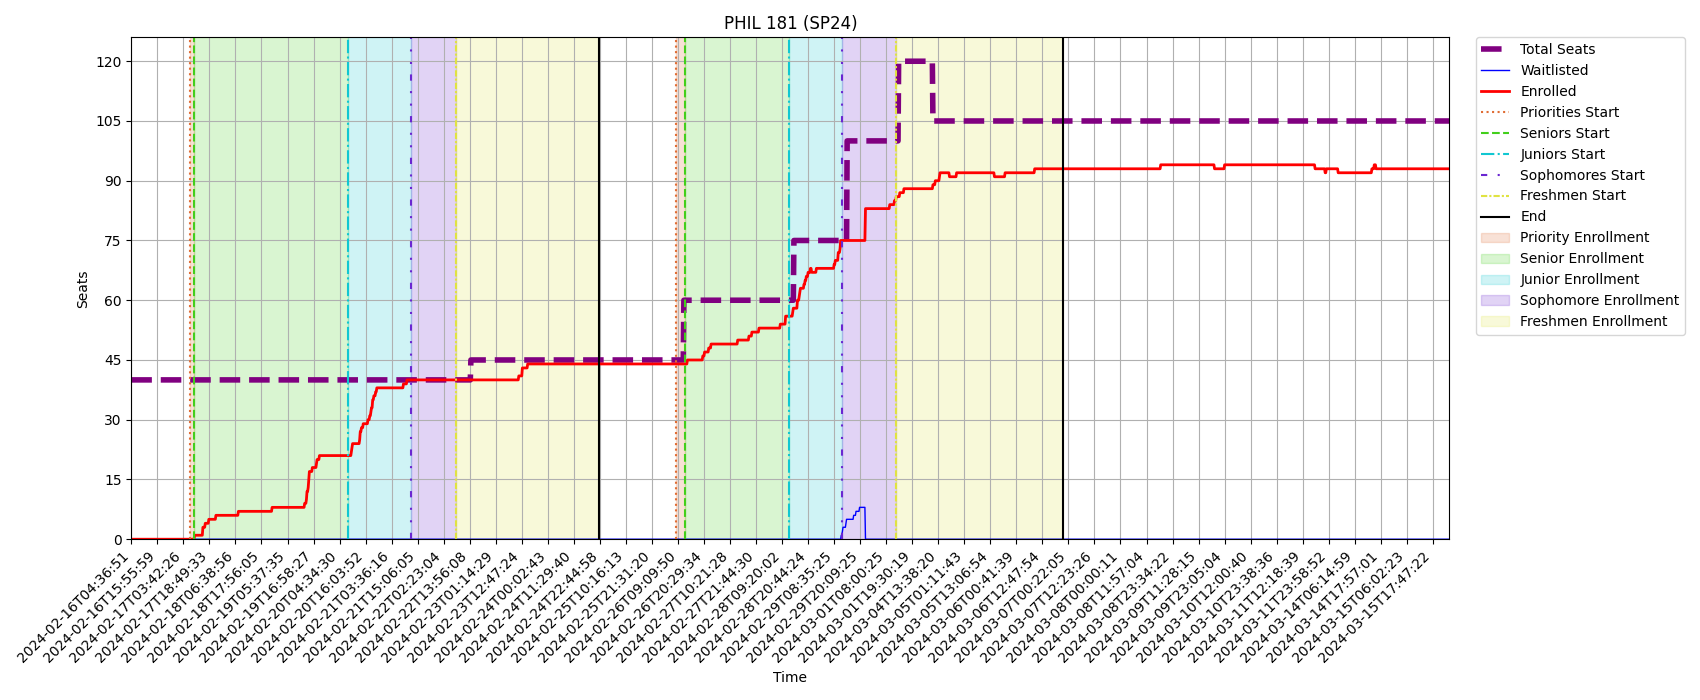 PHIL 181 (SP24)
Seats
120
105
90
75
60
45
30
15
0
2024-02-16T04:36:51
2024-02-16T15:55:59
2024-02-17T03:42:26
2024-02-17T18:49:33
2024-02-18T06:38:56
2024-02-18T17:56:05
2024-02-19T05:37:35
2024-02-19T16:58:27
2024-02-20T04:34:30
2024-02-20T16:03:52
2024-02-21T03:36:16
2024-02-21T15:06:05
2024-02-22T02:23:04
2024-02-22T13:56:08
2024-02-23T01:14:29
2024-02-23T12:47:24
2024-02-24T00:02:43
2024-02-24T11:29:40
2024-02-24T22:44:58
2024-02-25T10:16:13
2024-02-25T21:31:20
2024-02-26T09:09:50
2024-02-26T20:29:34
2024-02-27T10:21:28
2024-02-27T21:44:30
2024-02-28T09:20:02
2024-02-28T20:44:24
2024-02-29T08:35:25
2024-02-29T20:09:25
2024-03-01T08:00:25
2024-03-01T19:30:19
2024-03-04T13:38:20
2024-03-05T01:11:43
2024-03-05T13:06:54
2024-03-06T00:41:39
2024-03-06T12:47:54
2024-03-07T00:22:05
2024-03-07T12:23:26
2024-03-08T00:00:11
2024-03-08T11:57:04
2024-03-08T23:34:22
2024-03-09T11:28:15
2024-03-09T23:05:04
2024-03-10T12:00:40
2024-03-10T23:38:36
2024-03-11T12:18:39
2024-03-11T23:58:52
2024-03-14T06:14:59
2024-03-14T17:57:01
2024-03-15T06:02:23
2024-03-15T17:47:22
Time
Total Seats
Waitlisted
Enrolled
Priorities Start
Seniors Start
Juniors Start
Sophomores Start
Freshmen Start
End
Priority Enrollment
Senior Enrollment
Junior Enrollment
Sophomore Enrollment
Freshmen Enrollment